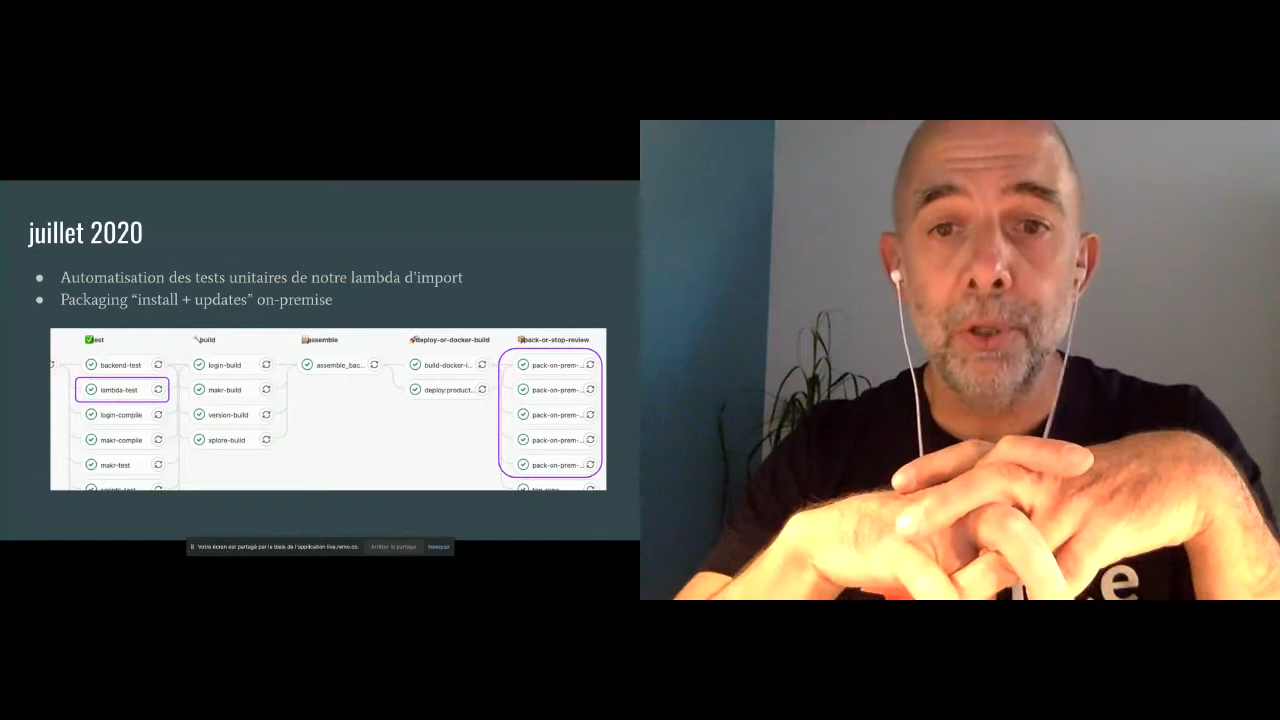 juillet 2020
● Automatisation des tests unitaires de notre lambda d'import
● Packaging “install + updates” on-premise
test
build
assemble
deploy-or-docker-build
pack-or-stop-review
backend-test
login-build
assemble_bac...
build-docker-i...
pack-on-prem-...
lambda-test
makr-build
deploy:product...
pack-on-prem-...
login-compile
version-build
pack-on-prem-...
makr-compile
xplore-build
pack-on-prem-...
makr-test
pack-on-prem-...
Votre écran est partagé par le biais de l'application live.remo.co.
Arrêter le partage
Masquer